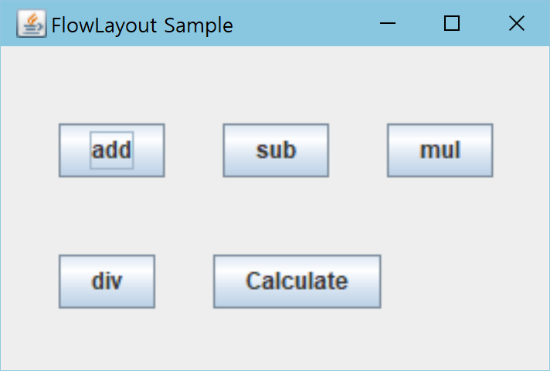 FlowLayout Sample
add sub mul
div Calculate